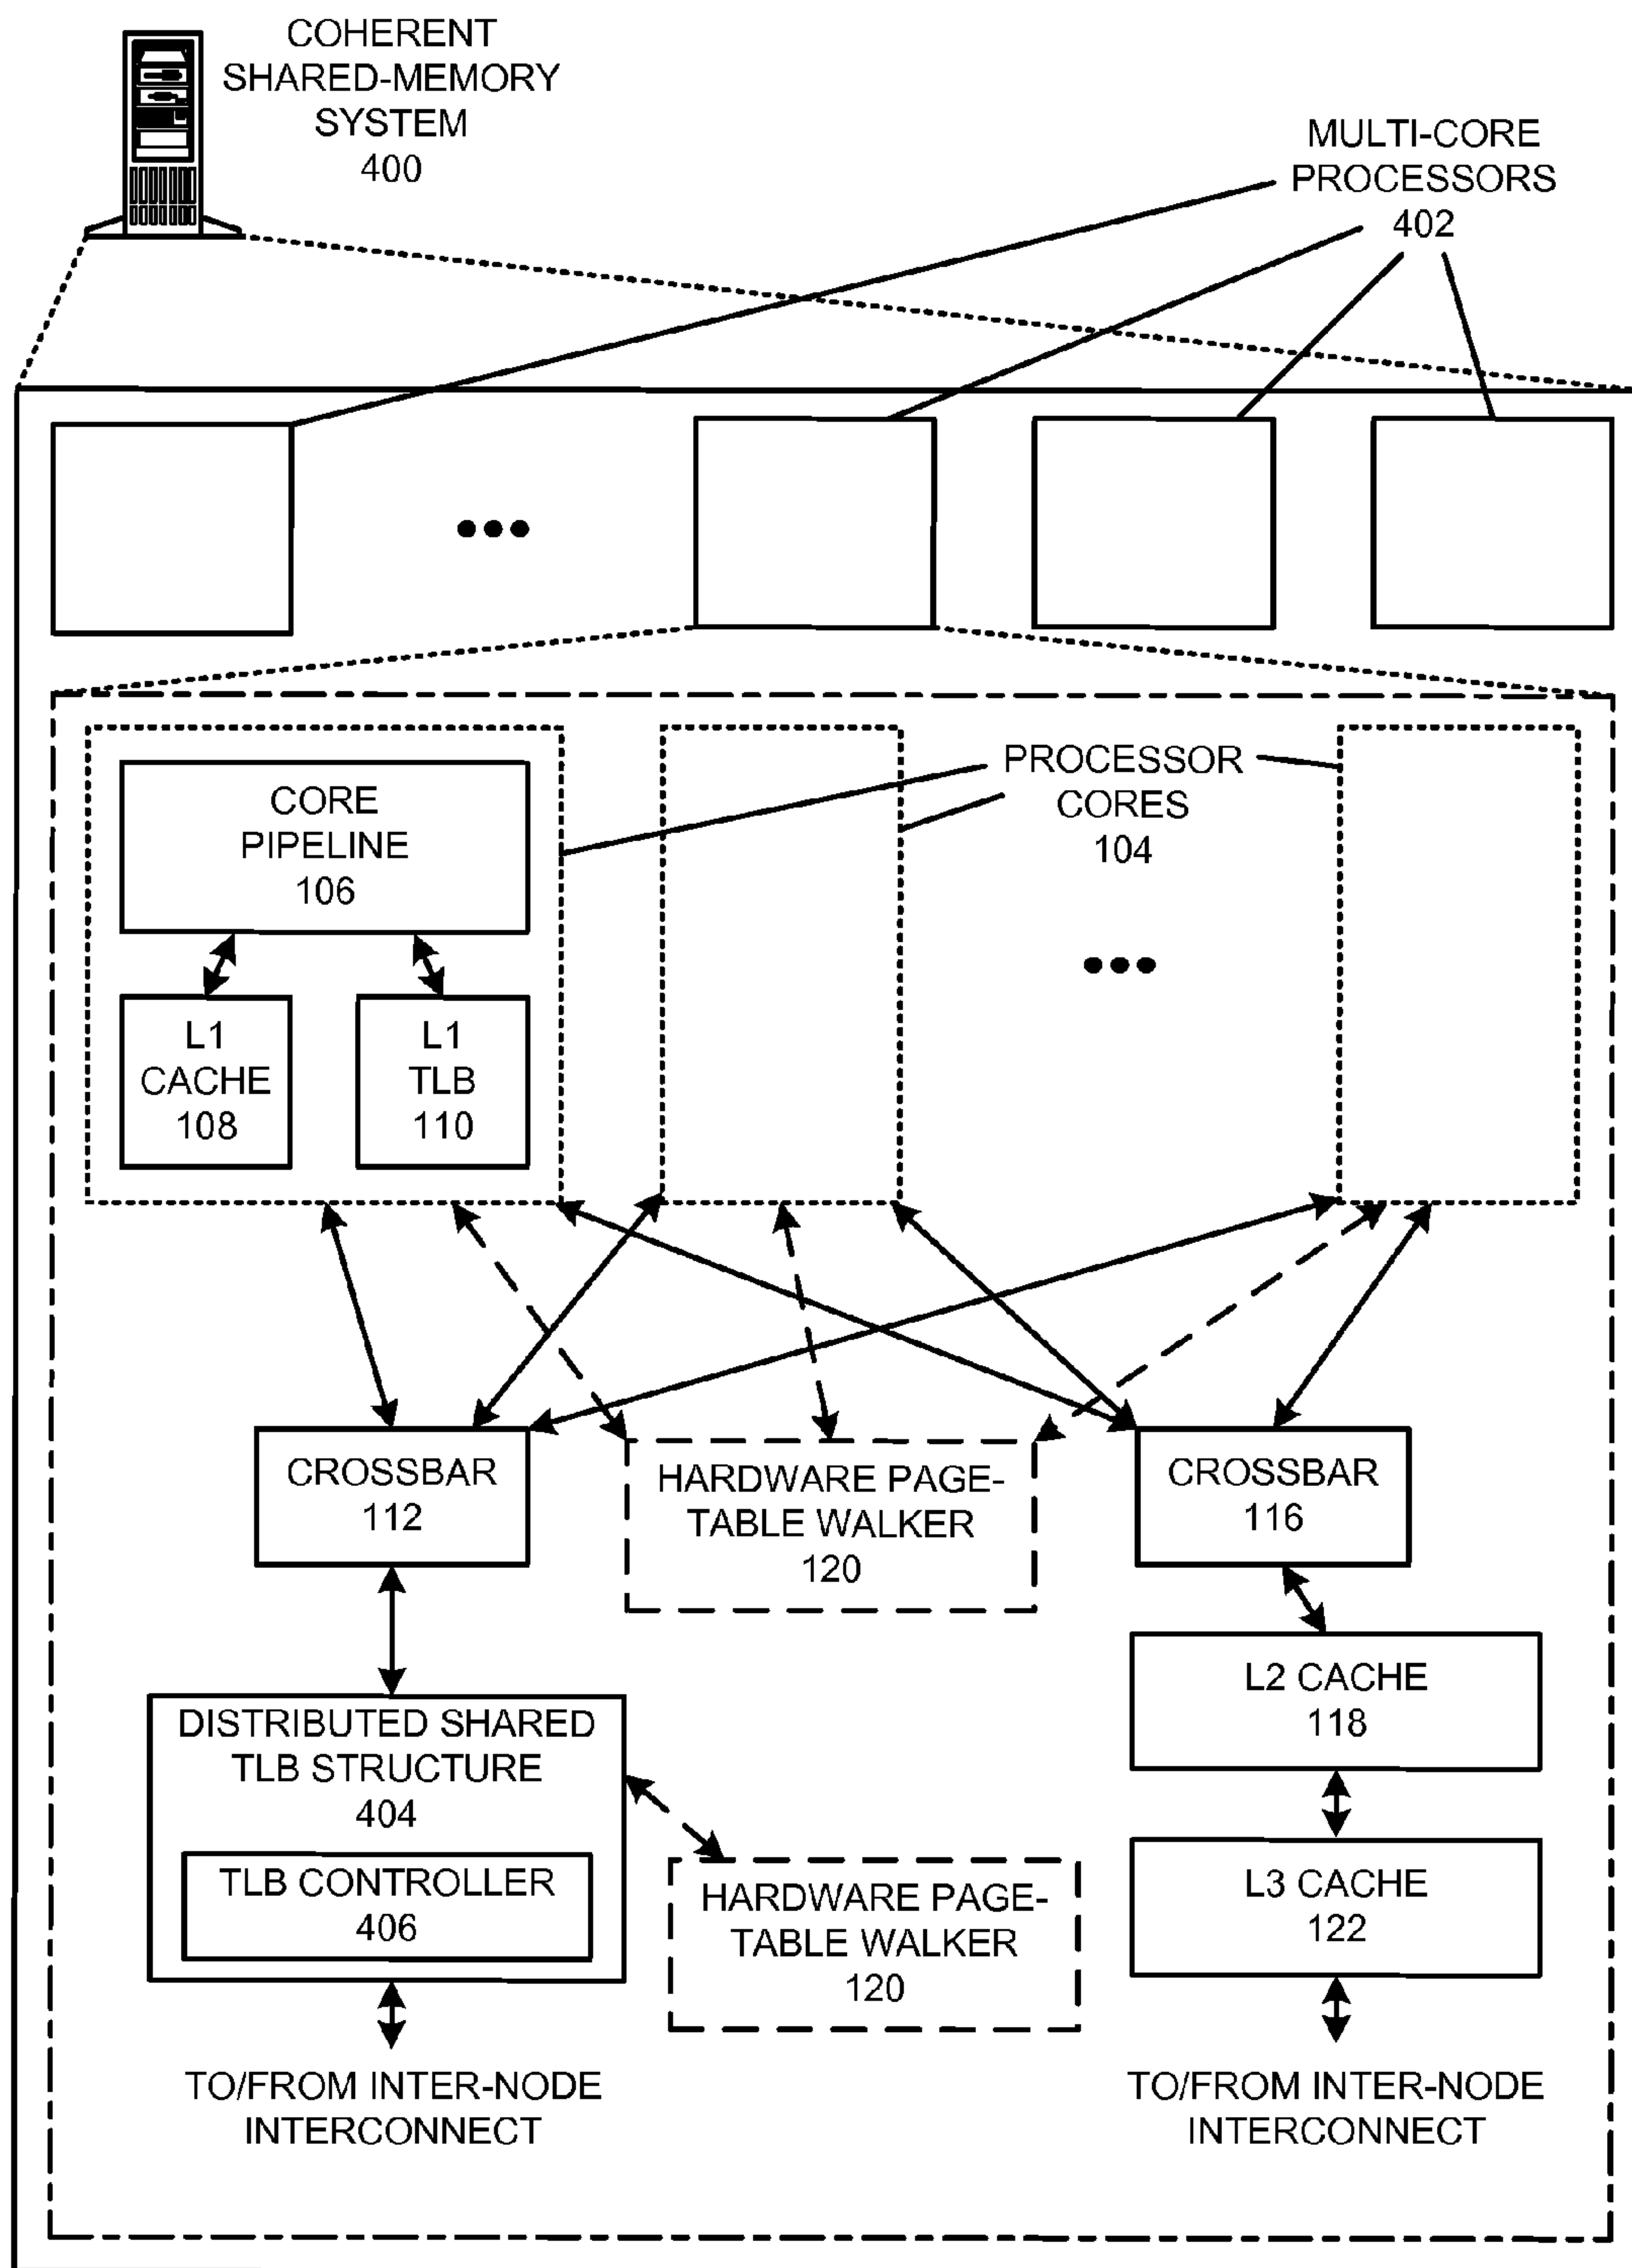 COHERENT
SHARED-MEMORY
SYSTEM
400
MULTI-CORE
PROCESSORS
402
PROCESSOR
CORES
104
CORE
PIPELINE
106
L1
CACHE
108
L1
TLB
110
CROSSBAR
112
HARDWARE PAGE-
TABLE WALKER
120
CROSSBAR
116
DISTRIBUTED SHARED
TLB STRUCTURE
404
TLB CONTROLLER
406
HARDWARE PAGE-
TABLE WALKER
120
L2 CACHE
118
L3 CACHE
122
TO/FROM INTER-NODE
INTERCONNECT
TO/FROM INTER-NODE
INTERCONNECT